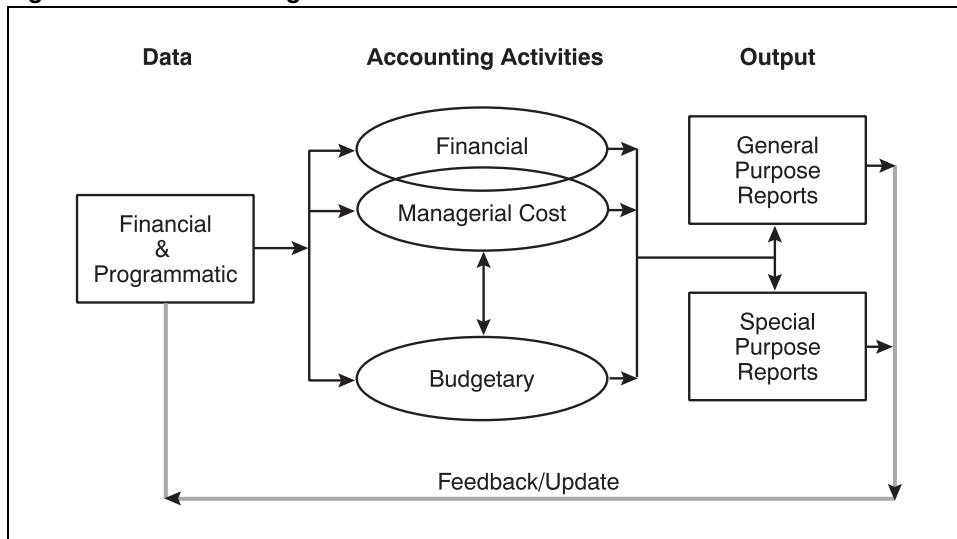 Data
Accounting Activities
Output
Financial
&
Programmatic
Financial
Managerial Cost
Budgetary
General
Purpose
Reports
Special
Purpose
Reports
Feedback/Update